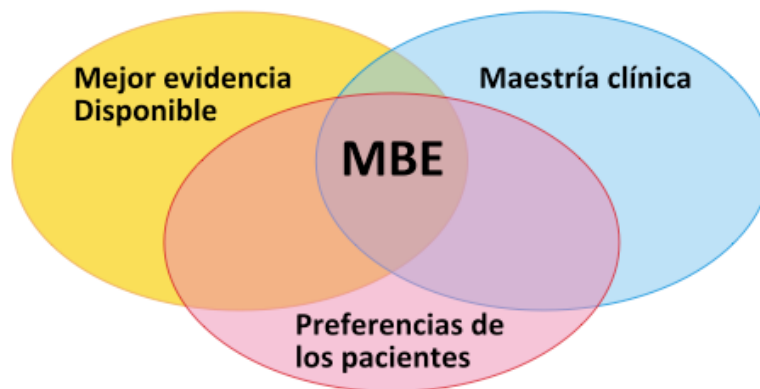 Mejor evidencia
Disponible
Maestría clínica
MBE
Preferencias de
los pacientes